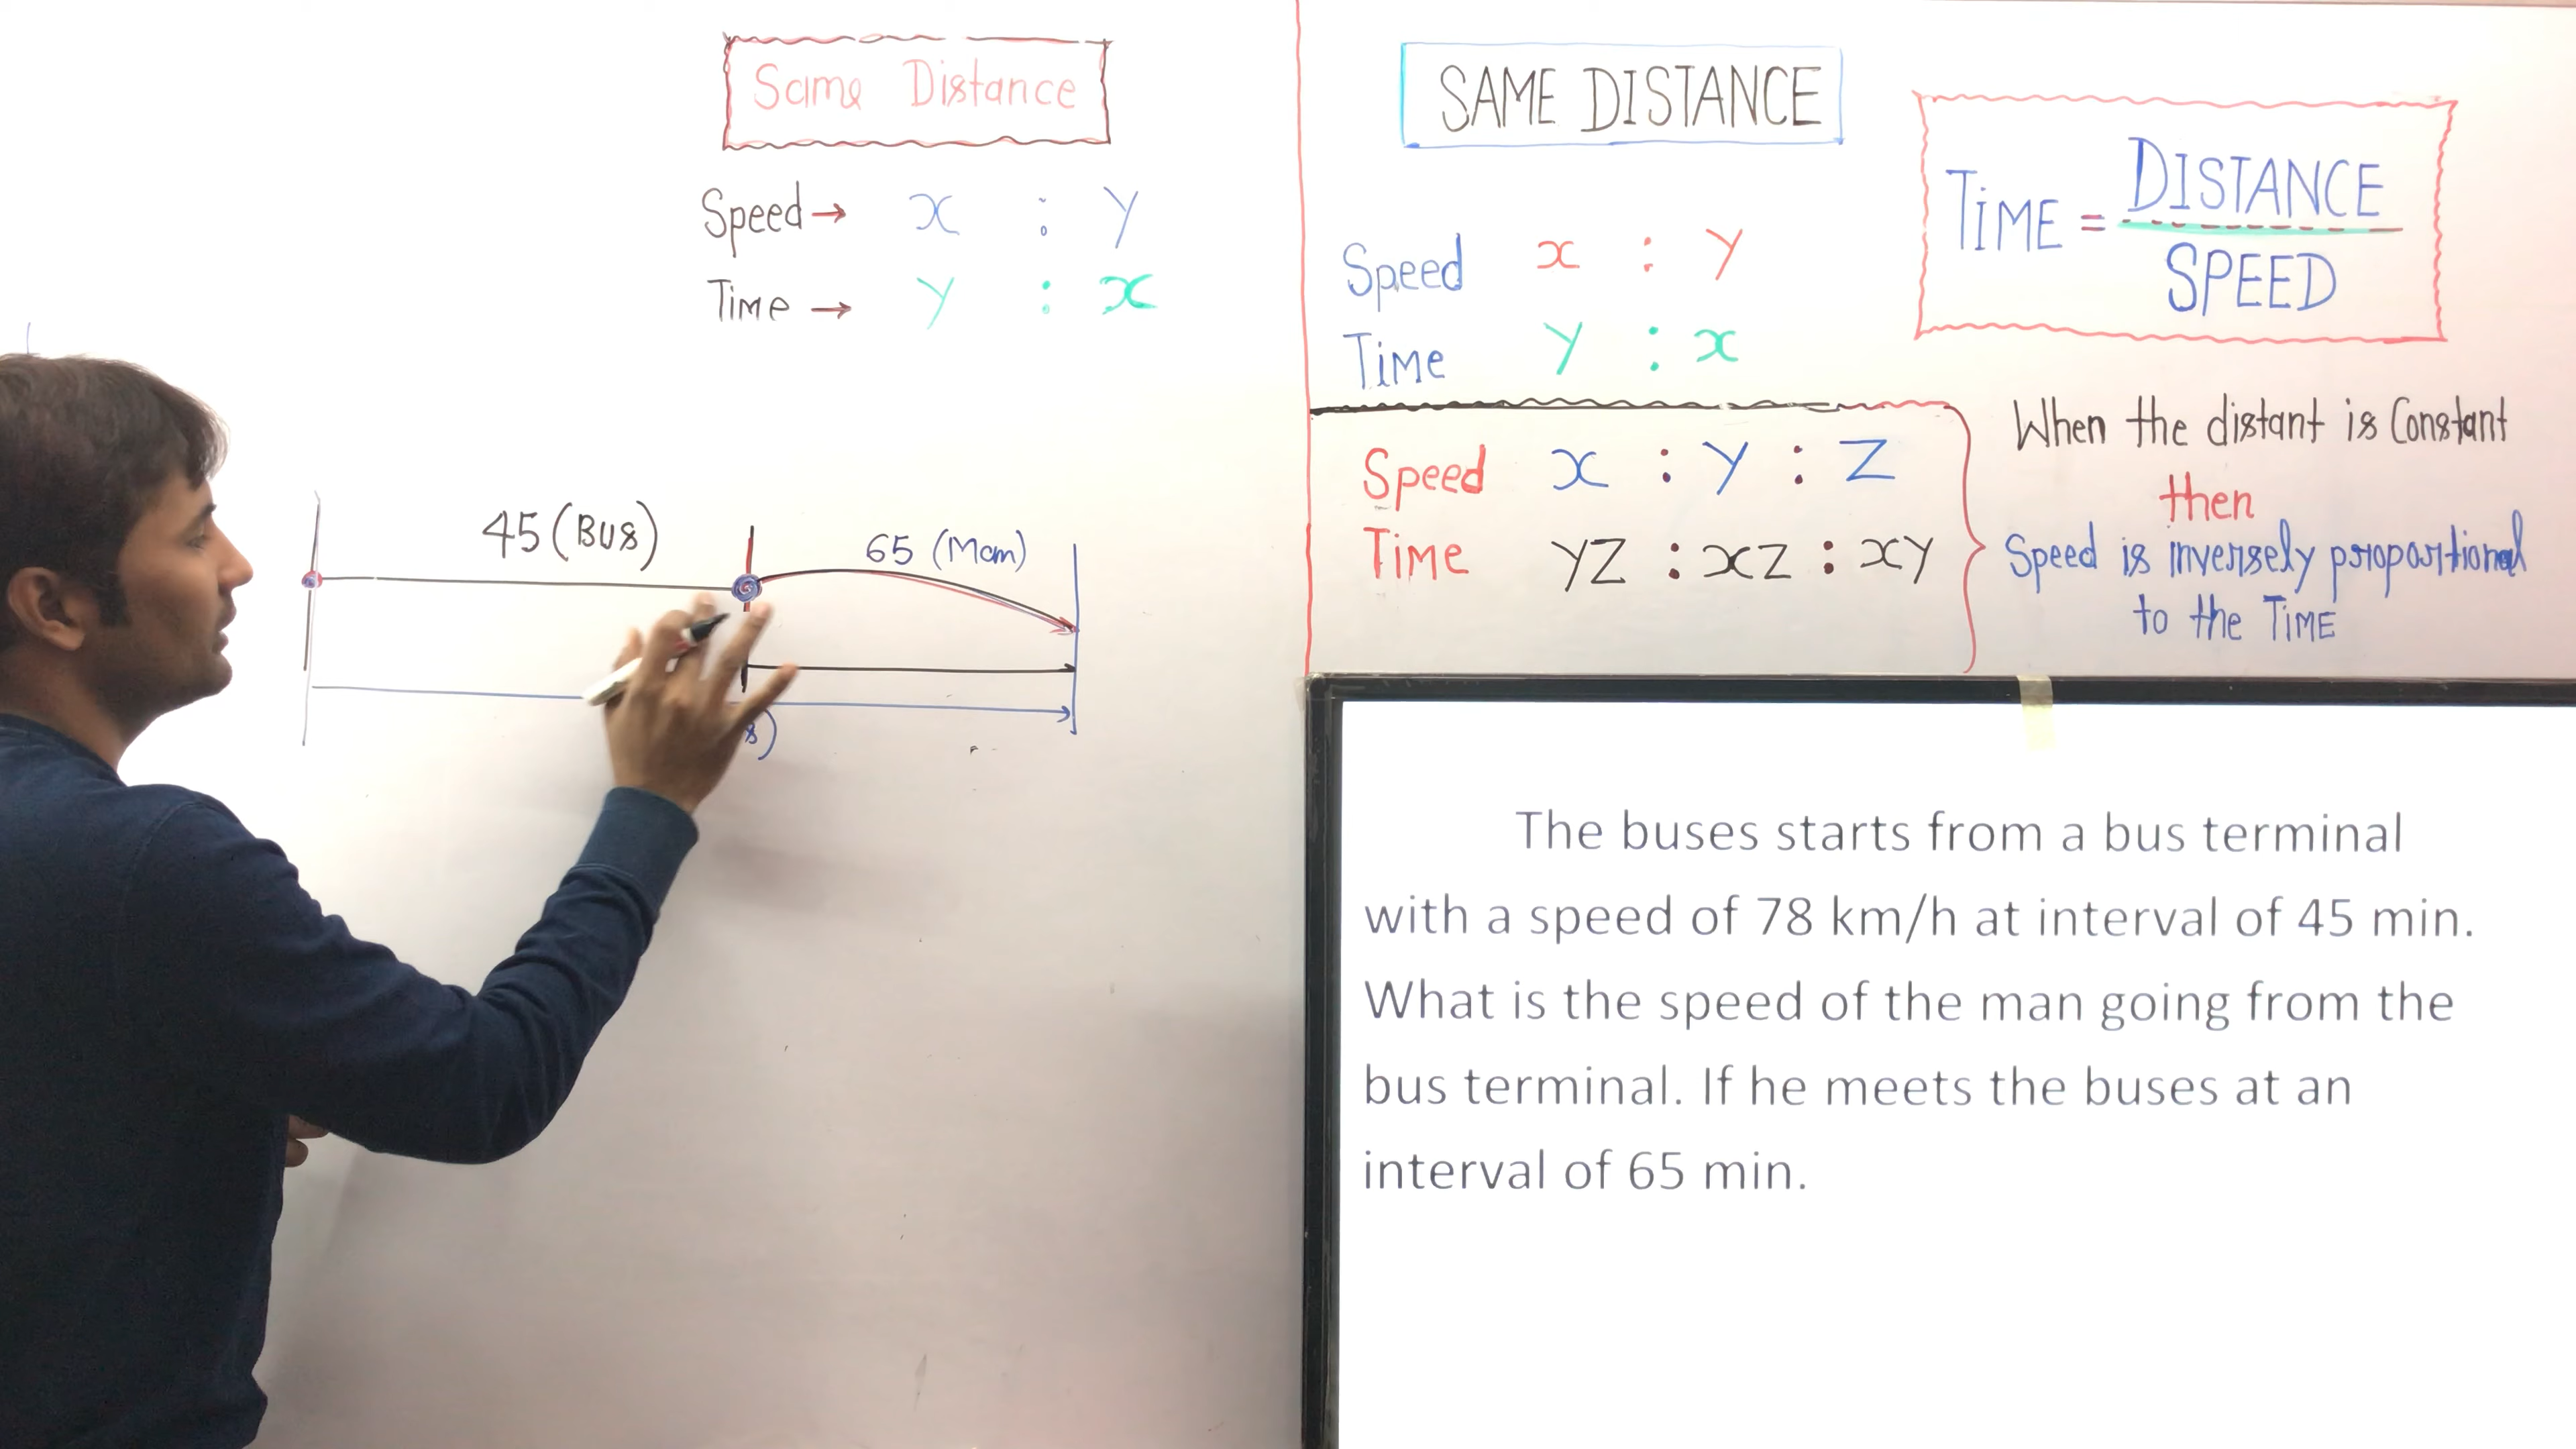 Same Distance
Speed → x : y
Time → y : x
45 (BUS)
65 (Man)
s)
SAME DISTANCE
TIME = DISTANCE
SPEED
Speed x : y
Time y : x
Speed x : y : z
Time yz : xz : xy
When the distant is Constant
then
Speed is inversely proportional
to the TIME
The buses starts from a bus terminal
with a speed of 78 km/h at interval of 45 min.
What is the speed of the man going from the
bus terminal. If he meets the buses at an
interval of 65 min.